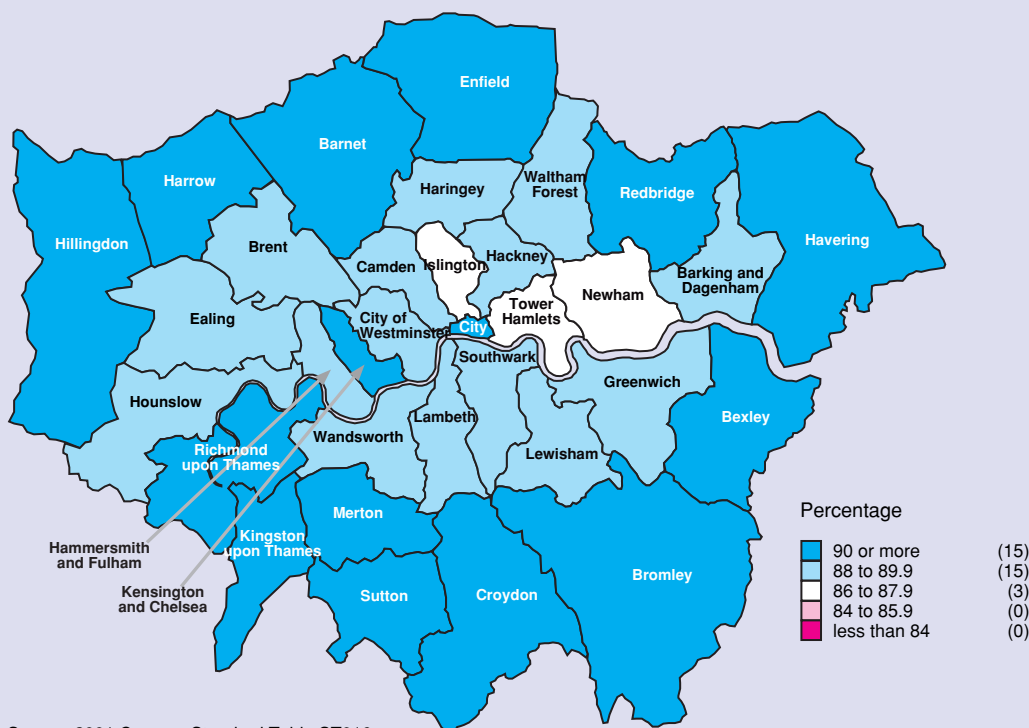 Enfield
Barnet
Harrow
Hillingdon
Haringey
Waltham
Forest
Redbridge
Havering
Brent
Camden
Islington
Hackney
Barking and
Dagenham
Newham
Tower
Hamlets
Ealing
City of
Westminster
City
Southwark
Greenwich
Hounslow
Bexley
Lambeth
Wandsworth
Lewisham
Richmond
upon Thames
Merton
Kingston
upon Thames
Hammersmith
and Fulham
Kensington
and Chelsea
Sutton
Croydon
Bromley
Percentage
90 or more (15)
88 to 89.9 (15)
86 to 87.9 (3)
84 to 85.9 (0)
less than 84 (0)